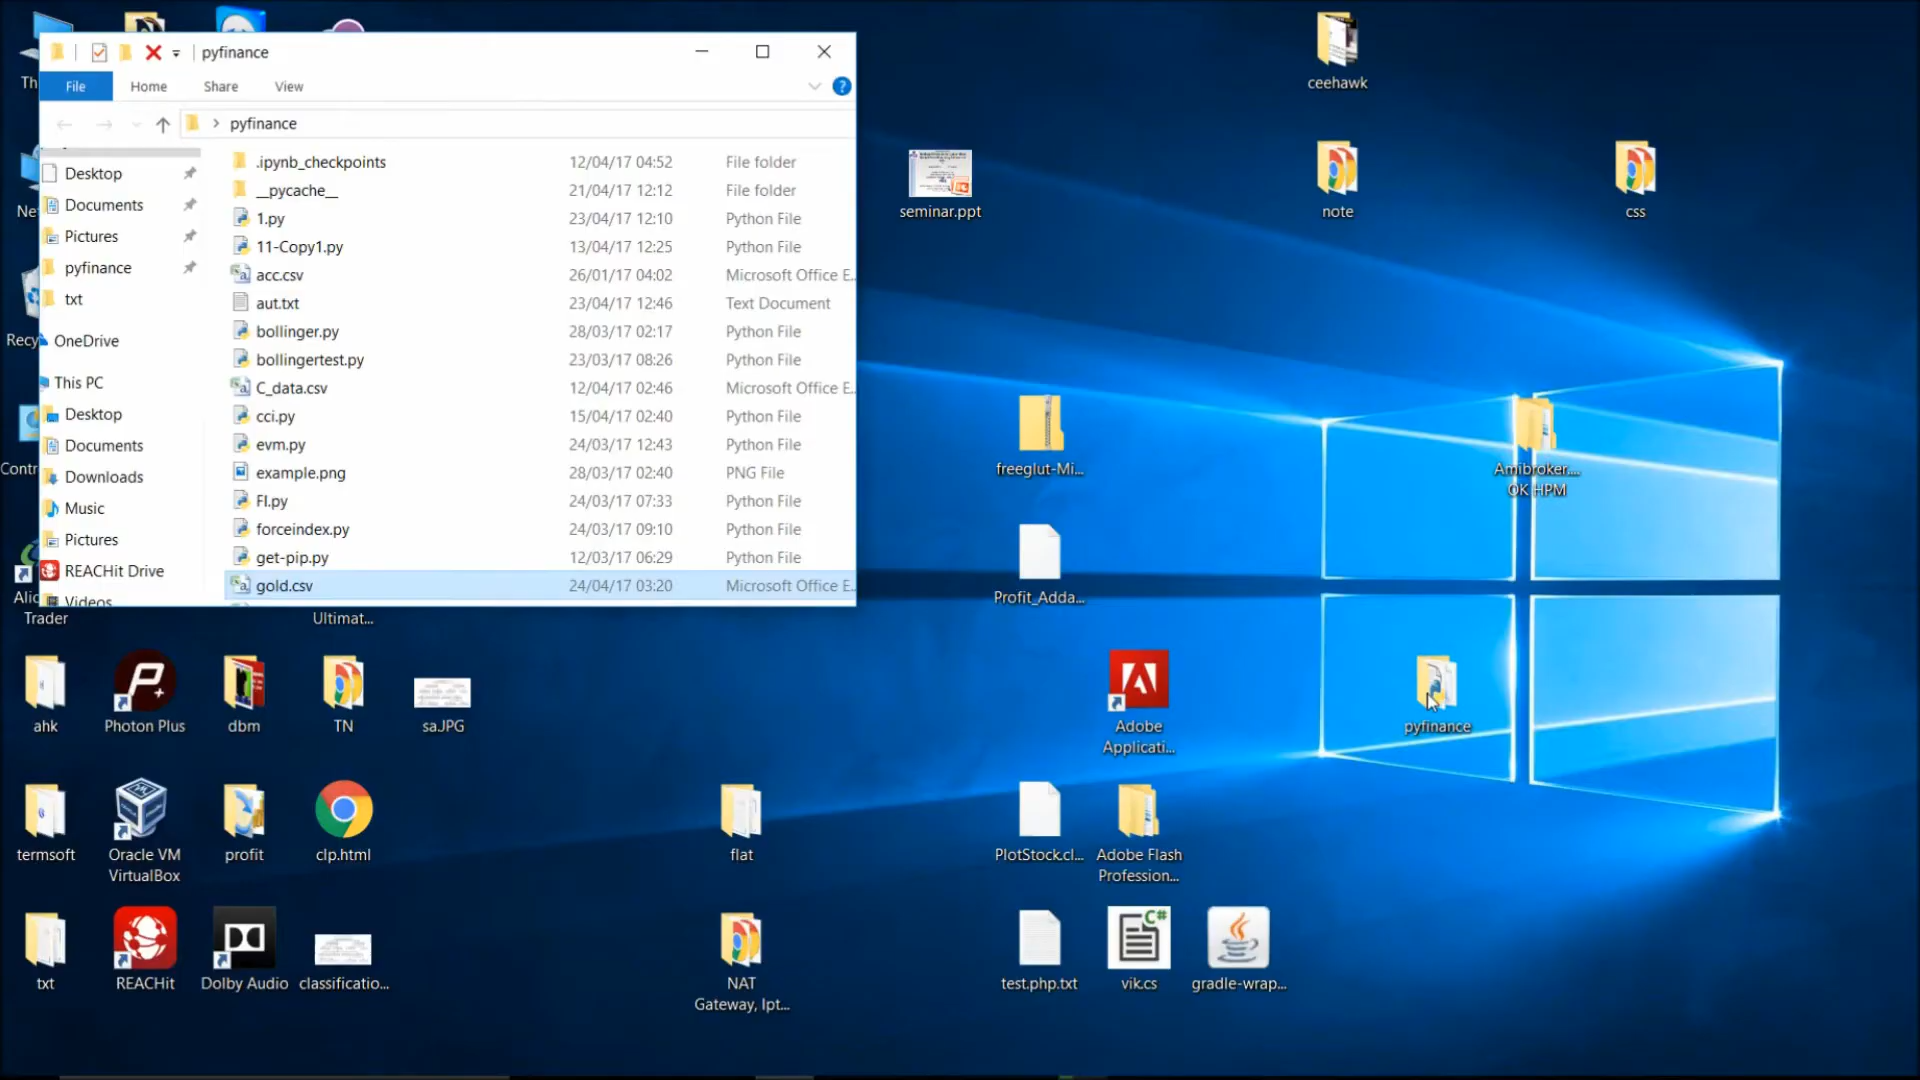 pyfinance
File
Home
Share
View
?
pyfinance
Desktop
Documents
Pictures
pyfinance
txt
OneDrive
This PC
Desktop
Documents
Downloads
Music
Pictures
REACHit Drive
Videos
.ipynb_checkpoints 12/04/17 04:52 File folder
__pycache__ 21/04/17 12:12 File folder
1.py 23/04/17 12:10 Python File
11-Copy1.py 13/04/17 12:25 Python File
acc.csv 26/01/17 04:02 Microsoft Office E...
aut.txt 23/04/17 12:46 Text Document
bollinger.py 28/03/17 02:17 Python File
bollingertest.py 23/03/17 08:26 Python File
C_data.csv 12/04/17 02:46 Microsoft Office E...
cci.py 15/04/17 02:40 Python File
evm.py 24/03/17 12:43 Python File
example.png 28/03/17 02:40 PNG File
FI.py 24/03/17 07:33 Python File
forceindex.py 24/03/17 09:10 Python File
get-pip.py 12/03/17 06:29 Python File
gold.csv 24/04/17 03:20 Microsoft Office E...
Th
Ne
Recy
Contr
Alic
Trader
Ultimat...
ceehawk
seminar.ppt
note
css
freeglut-Mi...
Amibroker....
OK HPM
Profit_Adda...
ahk
Photon Plus
dbm
TN
sa.JPG
Adobe
Applicati...
pyfinance
termsoft
Oracle VM
VirtualBox
profit
clp.html
flat
PlotStock.cl...
Adobe Flash
Profession...
txt
REACHit
Dolby Audio
classificatio...
NAT
Gateway, Ipt...
test.php.txt
C#
vik.cs
gradle-wrap...